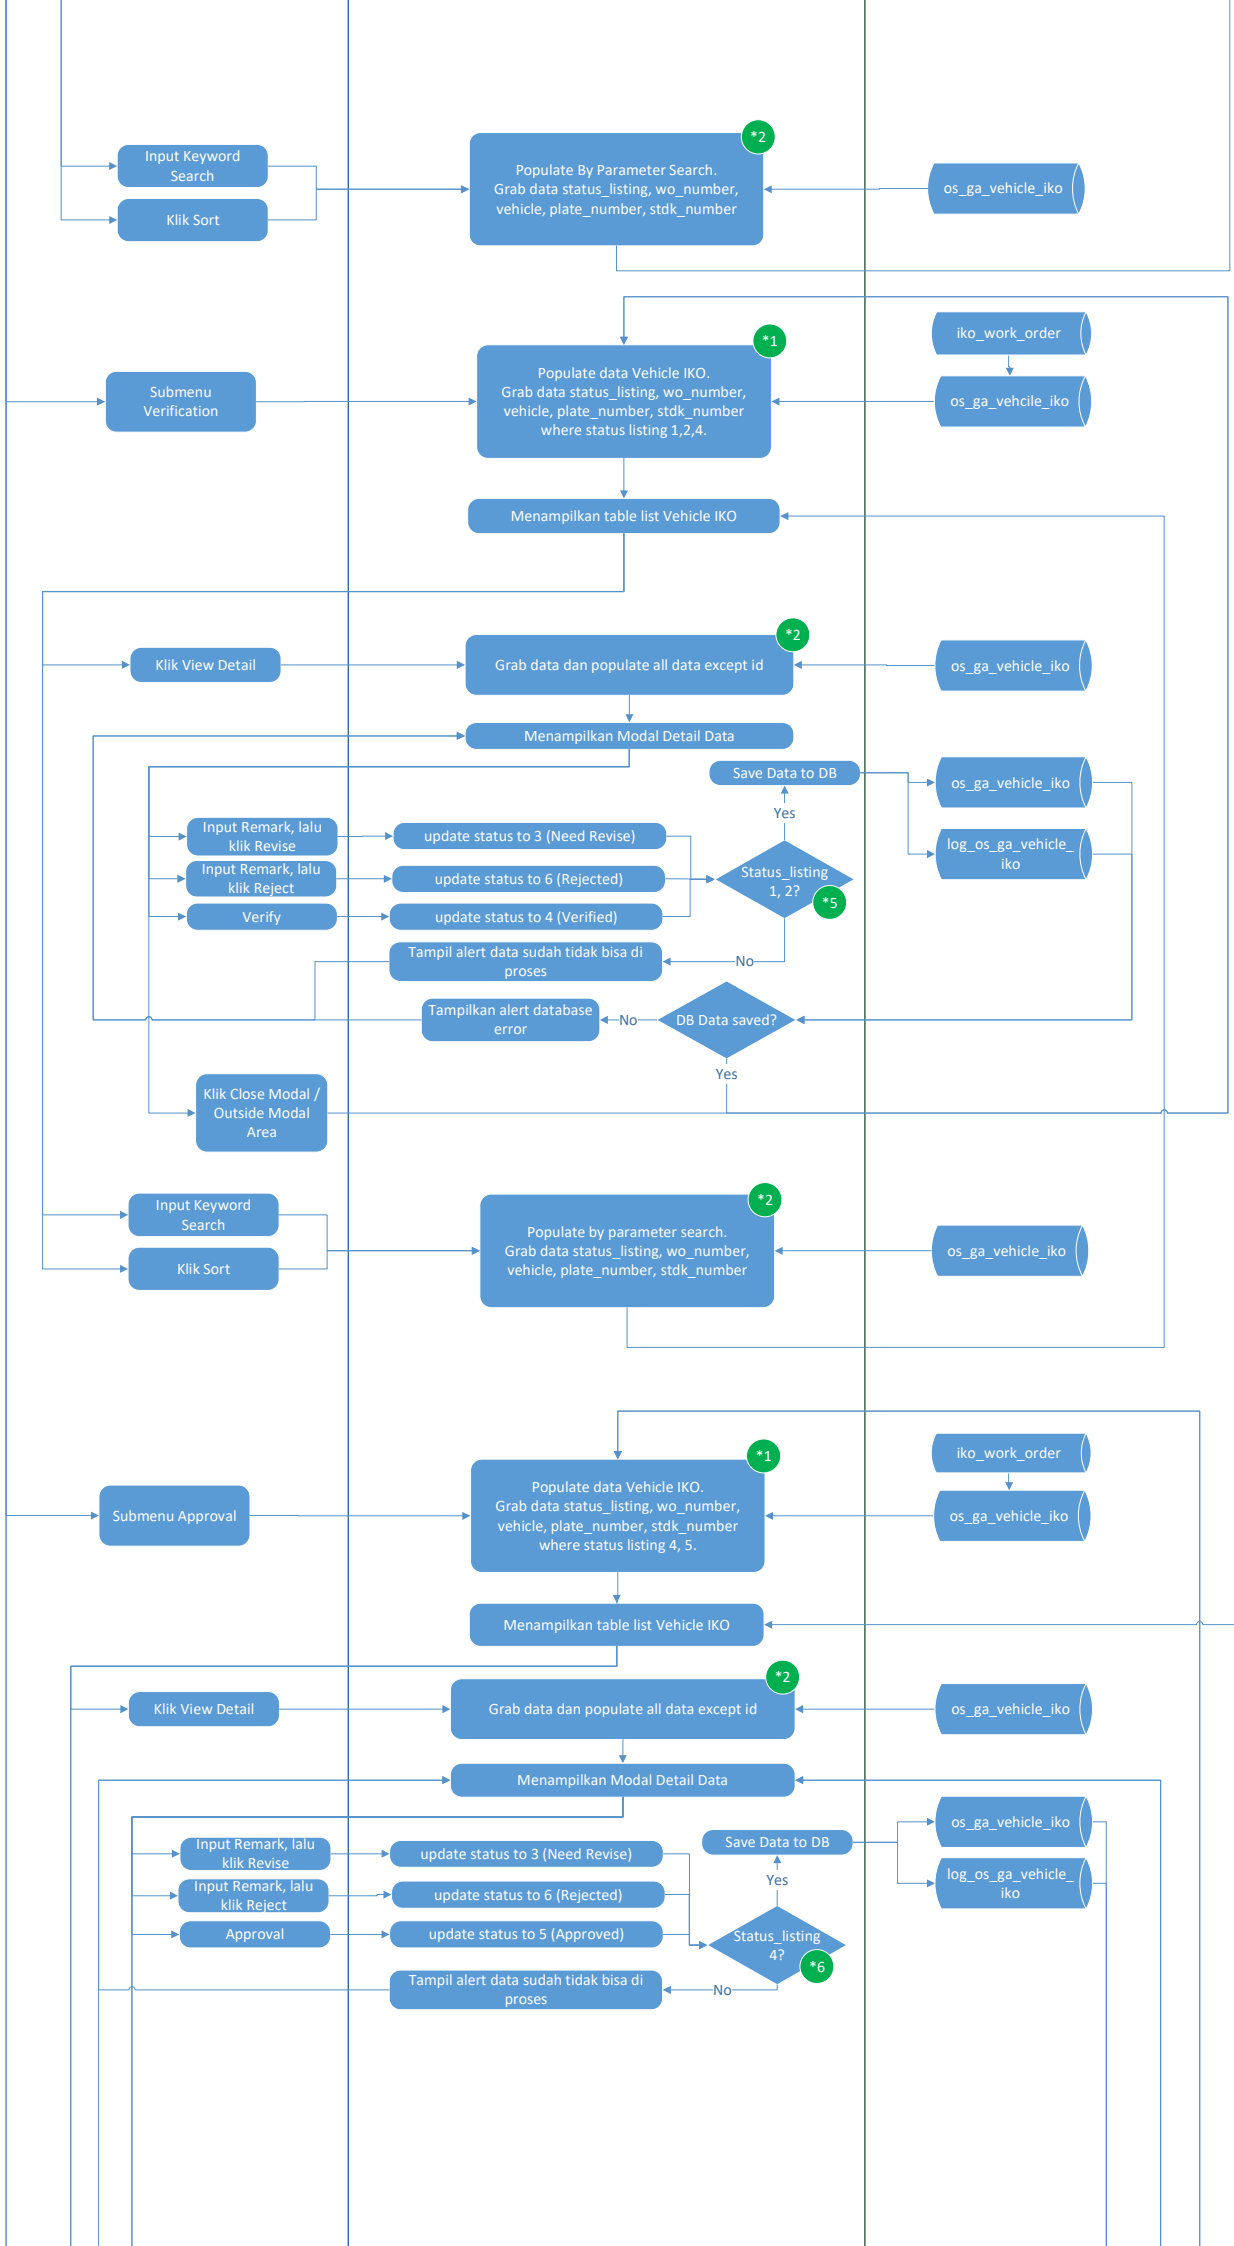 *2
Input Keyword
Search
Populate By Parameter Search.
Grab data status_listing, wo_number,
vehicle, plate_number, stdk_number
os_ga_vehicle_iko
Klik Sort
*1
iko_work_order
Submenu
Verification
Populate data Vehicle IKO.
Grab data status_listing, wo_number,
vehicle, plate_number, stdk_number
where status listing 1,2,4.
os_ga_vehcile_iko
Menampilkan table list Vehicle IKO
*2
Klik View Detail
Grab data dan populate all data except id
os_ga_vehicle_iko
Menampilkan Modal Detail Data
Save Data to DB
os_ga_vehicle_iko
Yes
Input Remark, lalu
klik Revise
update status to 3 (Need Revise)
log_os_ga_vehicle_
iko
Input Remark, lalu
klik Reject
update status to 6 (Rejected)
Status_listing
1, 2?
*5
Verify
update status to 4 (Verified)
Tampil alert data sudah tidak bisa di
proses
No
Tampilkan alert database
error
No
DB Data saved?
Yes
Klik Close Modal /
Outside Modal
Area
*2
Input Keyword
Search
Populate by parameter search.
Grab data status_listing, wo_number,
vehicle, plate_number, stdk_number
os_ga_vehicle_iko
Klik Sort
*1
iko_work_order
Submenu Approval
Populate data Vehicle IKO.
Grab data status_listing, wo_number,
vehicle, plate_number, stdk_number
where status listing 4, 5.
os_ga_vehicle_iko
Menampilkan table list Vehicle IKO
*2
Klik View Detail
Grab data dan populate all data except id
os_ga_vehicle_iko
Menampilkan Modal Detail Data
Save Data to DB
os_ga_vehicle_iko
Yes
Input Remark, lalu
klik Revise
update status to 3 (Need Revise)
log_os_ga_vehicle_
iko
Input Remark, lalu
klik Reject
update status to 6 (Rejected)
Approval
update status to 5 (Approved)
Status_listing
4?
*6
Tampil alert data sudah tidak bisa di
proses
No